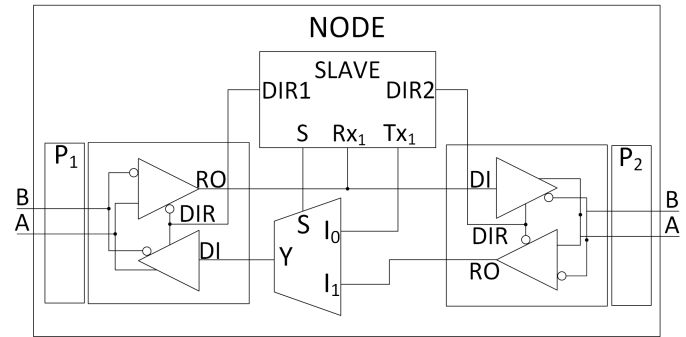 NODE
SLAVE
DIR1 DIR2
S Rx₁ Tx₁
P₁ P₂
RO DI
B B
A A
DIR S I₀ DIR
DI Y
RO
I₁